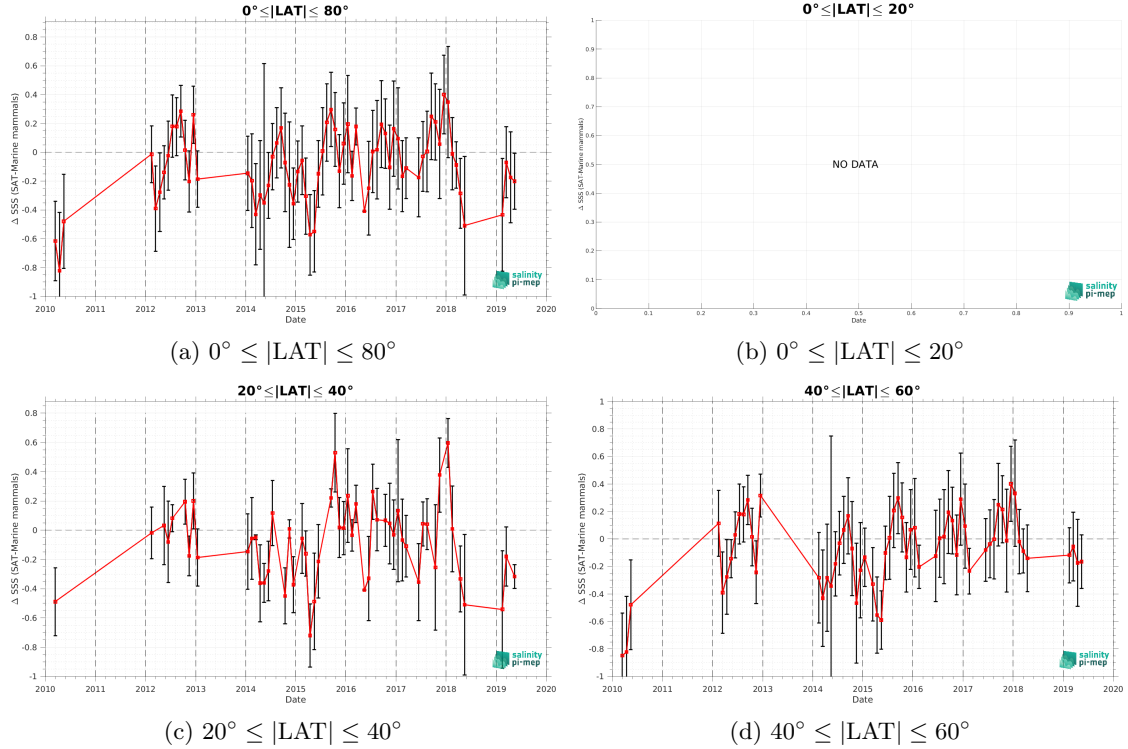 0°≤|LAT|≤ 80°
Δ SSS (SAT-Marine mammals)
0.8
0.6
0.4
0.2
0
-0.2
-0.4
-0.6
-0.8
-1
2010 2011 2012 2013 2014 2015 2016 2017 2018 2019 2020
Date
salinity
pi-mep
(a) 0° ≤ |LAT| ≤ 80°
0°≤|LAT|≤ 20°
Δ SSS (SAT-Marine mammals)
1
0.9
0.8
0.7
0.6
0.5
0.4
0.3
0.2
0.1
0
NO DATA
0 0.1 0.2 0.3 0.4 0.5 0.6 0.7 0.8 0.9 1
Date
salinity
pi-mep
(b) 0° ≤ |LAT| ≤ 20°
20°≤|LAT|≤ 40°
Δ SSS (SAT-Marine mammals)
0.8
0.6
0.4
0.2
0
-0.2
-0.4
-0.6
-0.8
-1
2010 2011 2012 2013 2014 2015 2016 2017 2018 2019 2020
Date
salinity
pi-mep
(c) 20° ≤ |LAT| ≤ 40°
40°≤|LAT|≤ 60°
Δ SSS (SAT-Marine mammals)
1
0.8
0.6
0.4
0.2
0
-0.2
-0.4
-0.6
-0.8
-1
2010 2011 2012 2013 2014 2015 2016 2017 2018 2019 2020
Date
salinity
pi-mep
(d) 40° ≤ |LAT| ≤ 60°